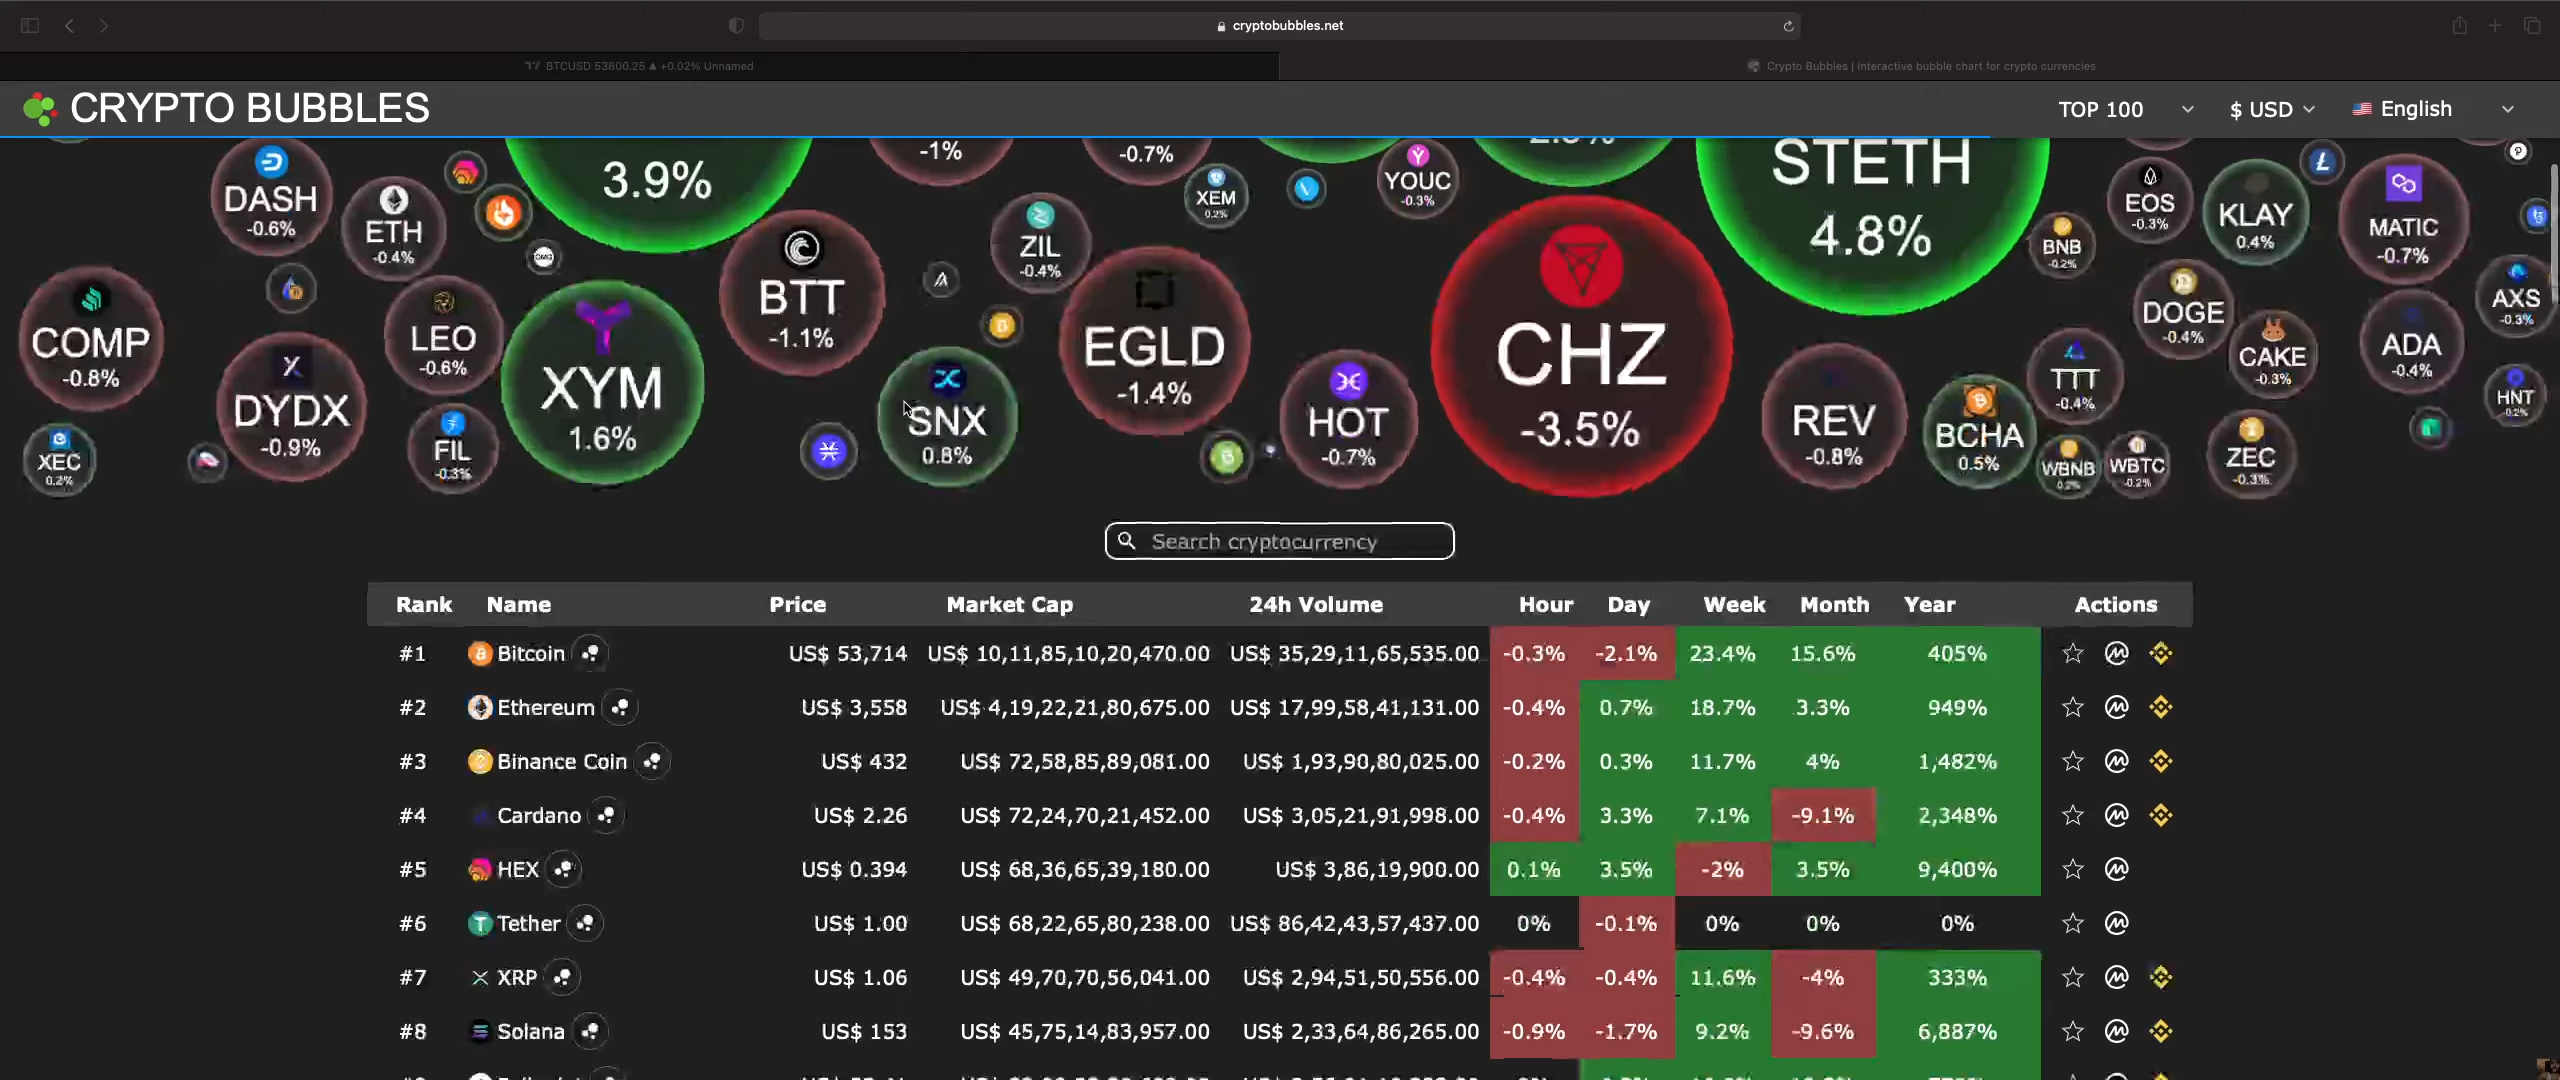 cryptobubbles.net
BTCUSD 53800.25 ▲ +0.02% Unnamed
Crypto Bubbles | Interactive bubble chart for crypto currencies
CRYPTO BUBBLES
TOP 100
$ USD
English
3.9%
-1%
-0.7%
STETH
4.8%
DASH
-0.6%
ETH
-0.4%
XEM
0.2%
YOUC
-0.3%
EOS
-0.3%
KLAY
0.4%
MATIC
-0.7%
BNB
-0.2%
ZIL
-0.4%
BTT
-1.1%
EGLD
-1.4%
CHZ
-3.5%
DOGE
-0.4%
AXS
-0.3%
COMP
-0.8%
LEO
-0.6%
XYM
1.6%
CAKE
-0.3%
ADA
-0.4%
DYDX
-0.9%
SNX
0.8%
HOT
-0.7%
REV
-0.8%
TTT
-0.4%
HNT
-0.2%
XEC
0.2%
FIL
-0.3%
BCHA
0.5%
WBNB
0.2%
WBTC
-0.2%
ZEC
-0.3%
Search cryptocurrency
Rank Name Price Market Cap 24h Volume Hour Day Week Month Year Actions
#1 Bitcoin US$ 53,714 US$ 10,11,85,10,20,470.00 US$ 35,29,11,65,535.00 -0.3% -2.1% 23.4% 15.6% 405%
#2 Ethereum US$ 3,558 US$ 4,19,22,21,80,675.00 US$ 17,99,58,41,131.00 -0.4% 0.7% 18.7% 3.3% 949%
#3 Binance Coin US$ 432 US$ 72,58,85,89,081.00 US$ 1,93,90,80,025.00 -0.2% 0.3% 11.7% 4% 1,482%
#4 Cardano US$ 2.26 US$ 72,24,70,21,452.00 US$ 3,05,21,91,998.00 -0.4% 3.3% 7.1% -9.1% 2,348%
#5 HEX US$ 0.394 US$ 68,36,65,39,180.00 US$ 3,86,19,900.00 0.1% 3.5% -2% 3.5% 9,400%
#6 Tether US$ 1.00 US$ 68,22,65,80,238.00 US$ 86,42,43,57,437.00 0% -0.1% 0% 0% 0%
#7 XRP US$ 1.06 US$ 49,70,70,56,041.00 US$ 2,94,51,50,556.00 -0.4% -0.4% 11.6% -4% 333%
#8 Solana US$ 153 US$ 45,75,14,83,957.00 US$ 2,33,64,86,265.00 -0.9% -1.7% 9.2% -9.6% 6,887%